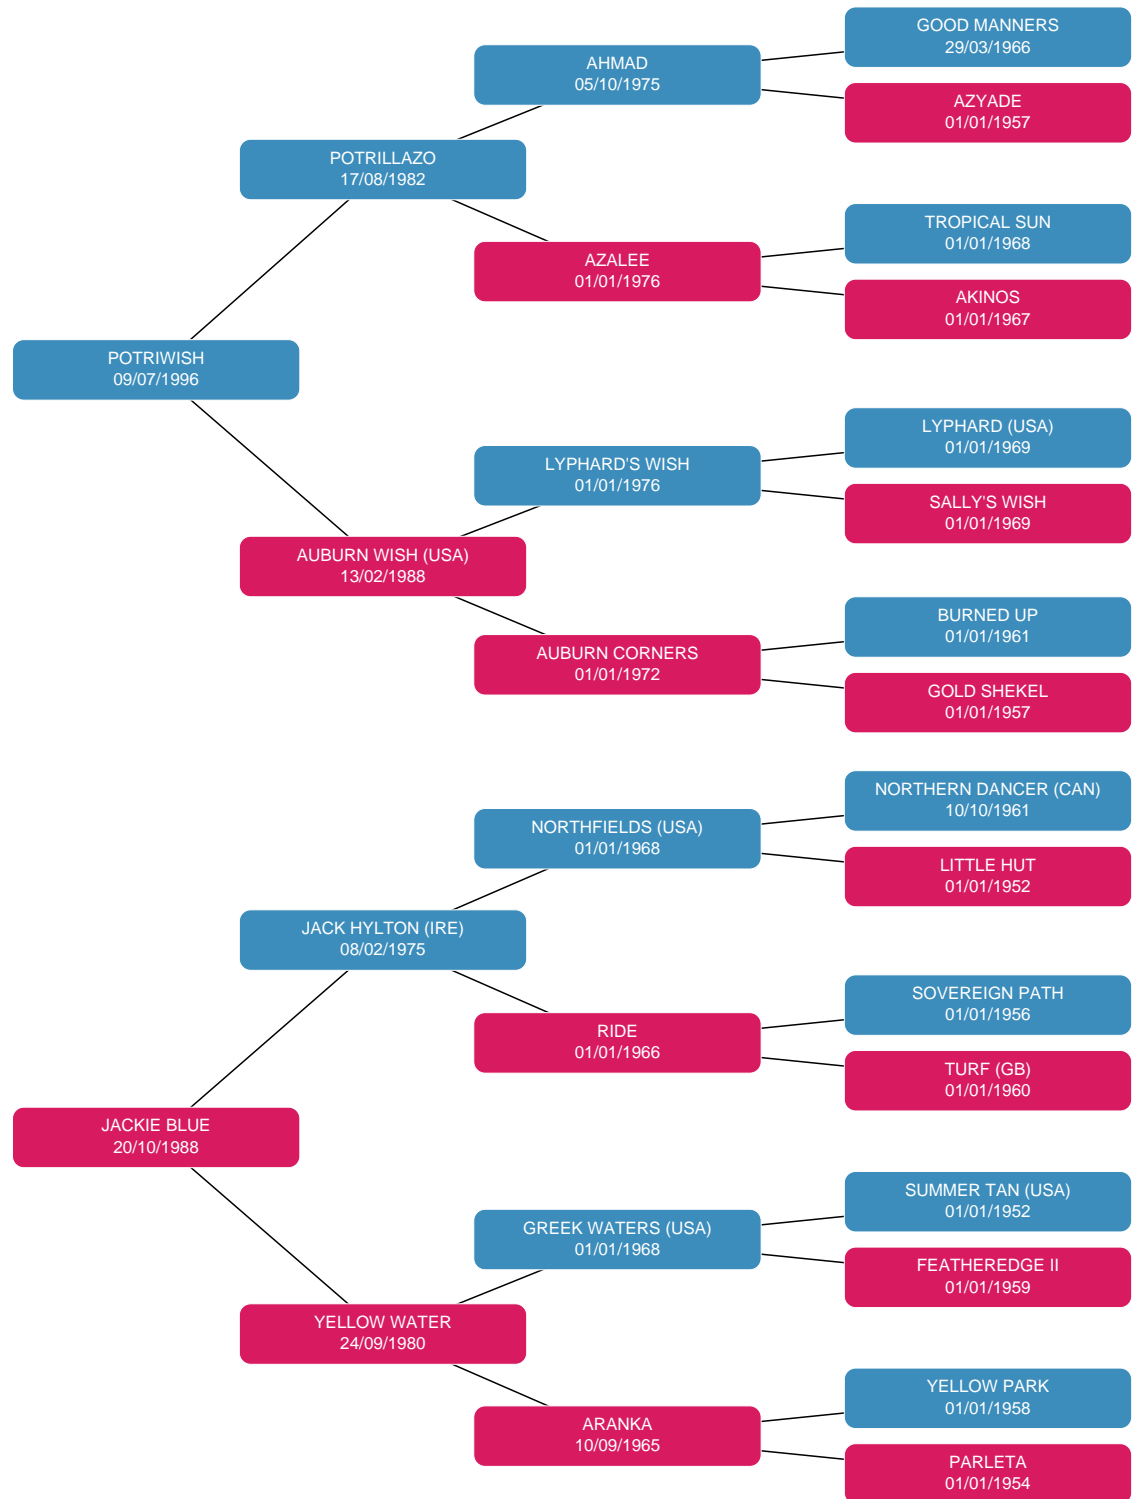 GOOD MANNERS
29/03/1966
AHMAD
05/10/1975
AZYADE
01/01/1957
POTRILLAZO
17/08/1982
TROPICAL SUN
01/01/1968
AZALEE
01/01/1976
AKINOS
01/01/1967
POTRIWISH
09/07/1996
LYPHARD (USA)
01/01/1969
LYPHARD'S WISH
01/01/1976
SALLY'S WISH
01/01/1969
AUBURN WISH (USA)
13/02/1988
BURNED UP
01/01/1961
AUBURN CORNERS
01/01/1972
GOLD SHEKEL
01/01/1957
NORTHERN DANCER (CAN)
10/10/1961
NORTHFIELDS (USA)
01/01/1968
LITTLE HUT
01/01/1952
JACK HYLTON (IRE)
08/02/1975
SOVEREIGN PATH
01/01/1956
RIDE
01/01/1966
TURF (GB)
01/01/1960
JACKIE BLUE
20/10/1988
SUMMER TAN (USA)
01/01/1952
GREEK WATERS (USA)
01/01/1968
FEATHEREDGE II
01/01/1959
YELLOW WATER
24/09/1980
YELLOW PARK
01/01/1958
ARANKA
10/09/1965
PARLETA
01/01/1954